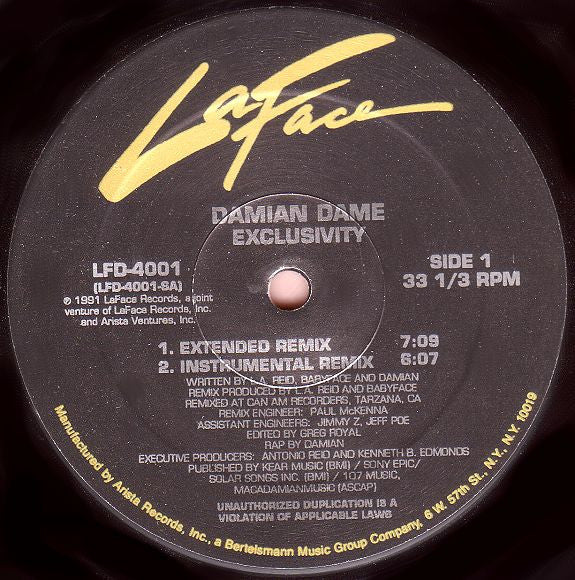 LaFace
DAMIAN DAME
EXCLUSIVITY
LFD-4001
(LFD-4001-SA)
℗ 1991 LaFace Records, a joint
venture of LaFace Records, Inc.
and Arista Ventures, Inc.
SIDE 1
33 1/3 RPM
1. EXTENDED REMIX 7:09
2. INSTRUMENTAL REMIX 6:07
WRITTEN BY L.A. REID, BABYFACE AND DAMIAN
REMIX PRODUCED BY L.A. REID AND BABYFACE
REMIXED AT CAN AM RECORDERS, TARZANA, CA
REMIX ENGINEER: PAUL McKENNA
ASSISTANT ENGINEERS: JIMMY Z, JEFF POE
EDITED BY GREG ROYAL
RAP BY DAMIAN
EXECUTIVE PRODUCERS: ANTONIO REID AND KENNETH B. EDMONDS
PUBLISHED BY KEAR MUSIC (BMI) / SONY EPIC/
SOLAR SONGS INC. (BMI) / 107 MUSIC,
MACADAMIANMUSIC (ASCAP)
UNAUTHORIZED DUPLICATION IS A
VIOLATION OF APPLICABLE LAWS
Manufactured by Arista Records, Inc., a Bertelsmann Music Group Company, 6 W. 57th St., N.Y., N.Y. 10019